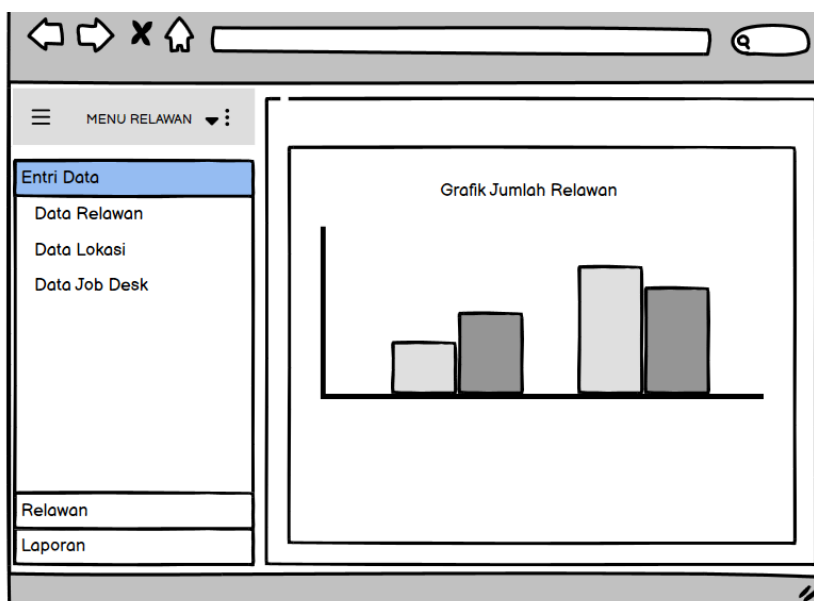 MENU RELAWAN
Entri Data
Data Relawan
Data Lokasi
Data Job Desk
Relawan
Laporan
Grafik Jumlah Relawan